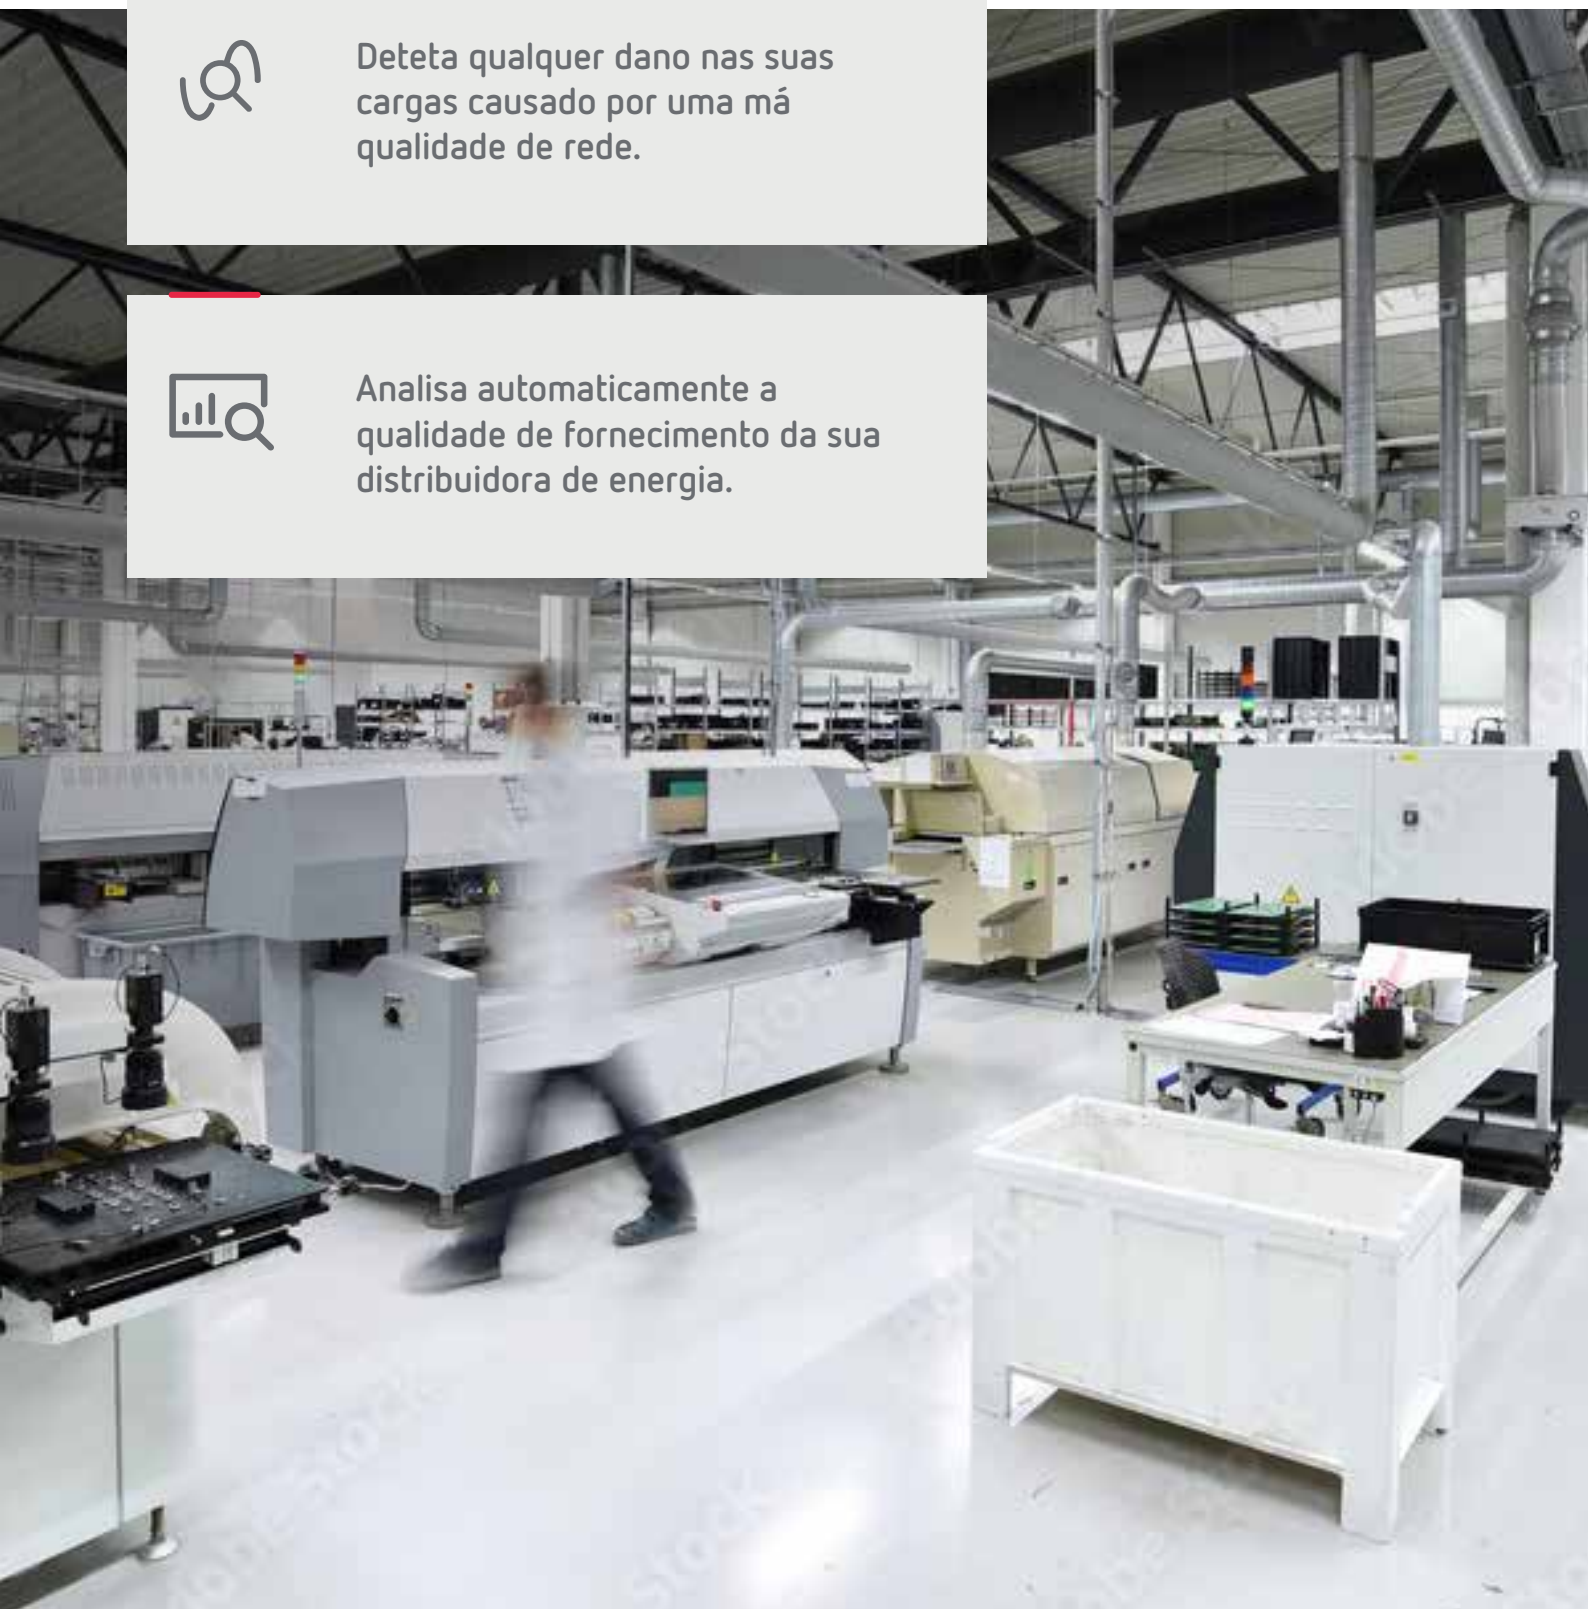 Deteta qualquer dano nas suas
cargas causado por uma má
qualidade de rede.
Analisa automaticamente a
qualidade de fornecimento da sua
distribuidora de energia.